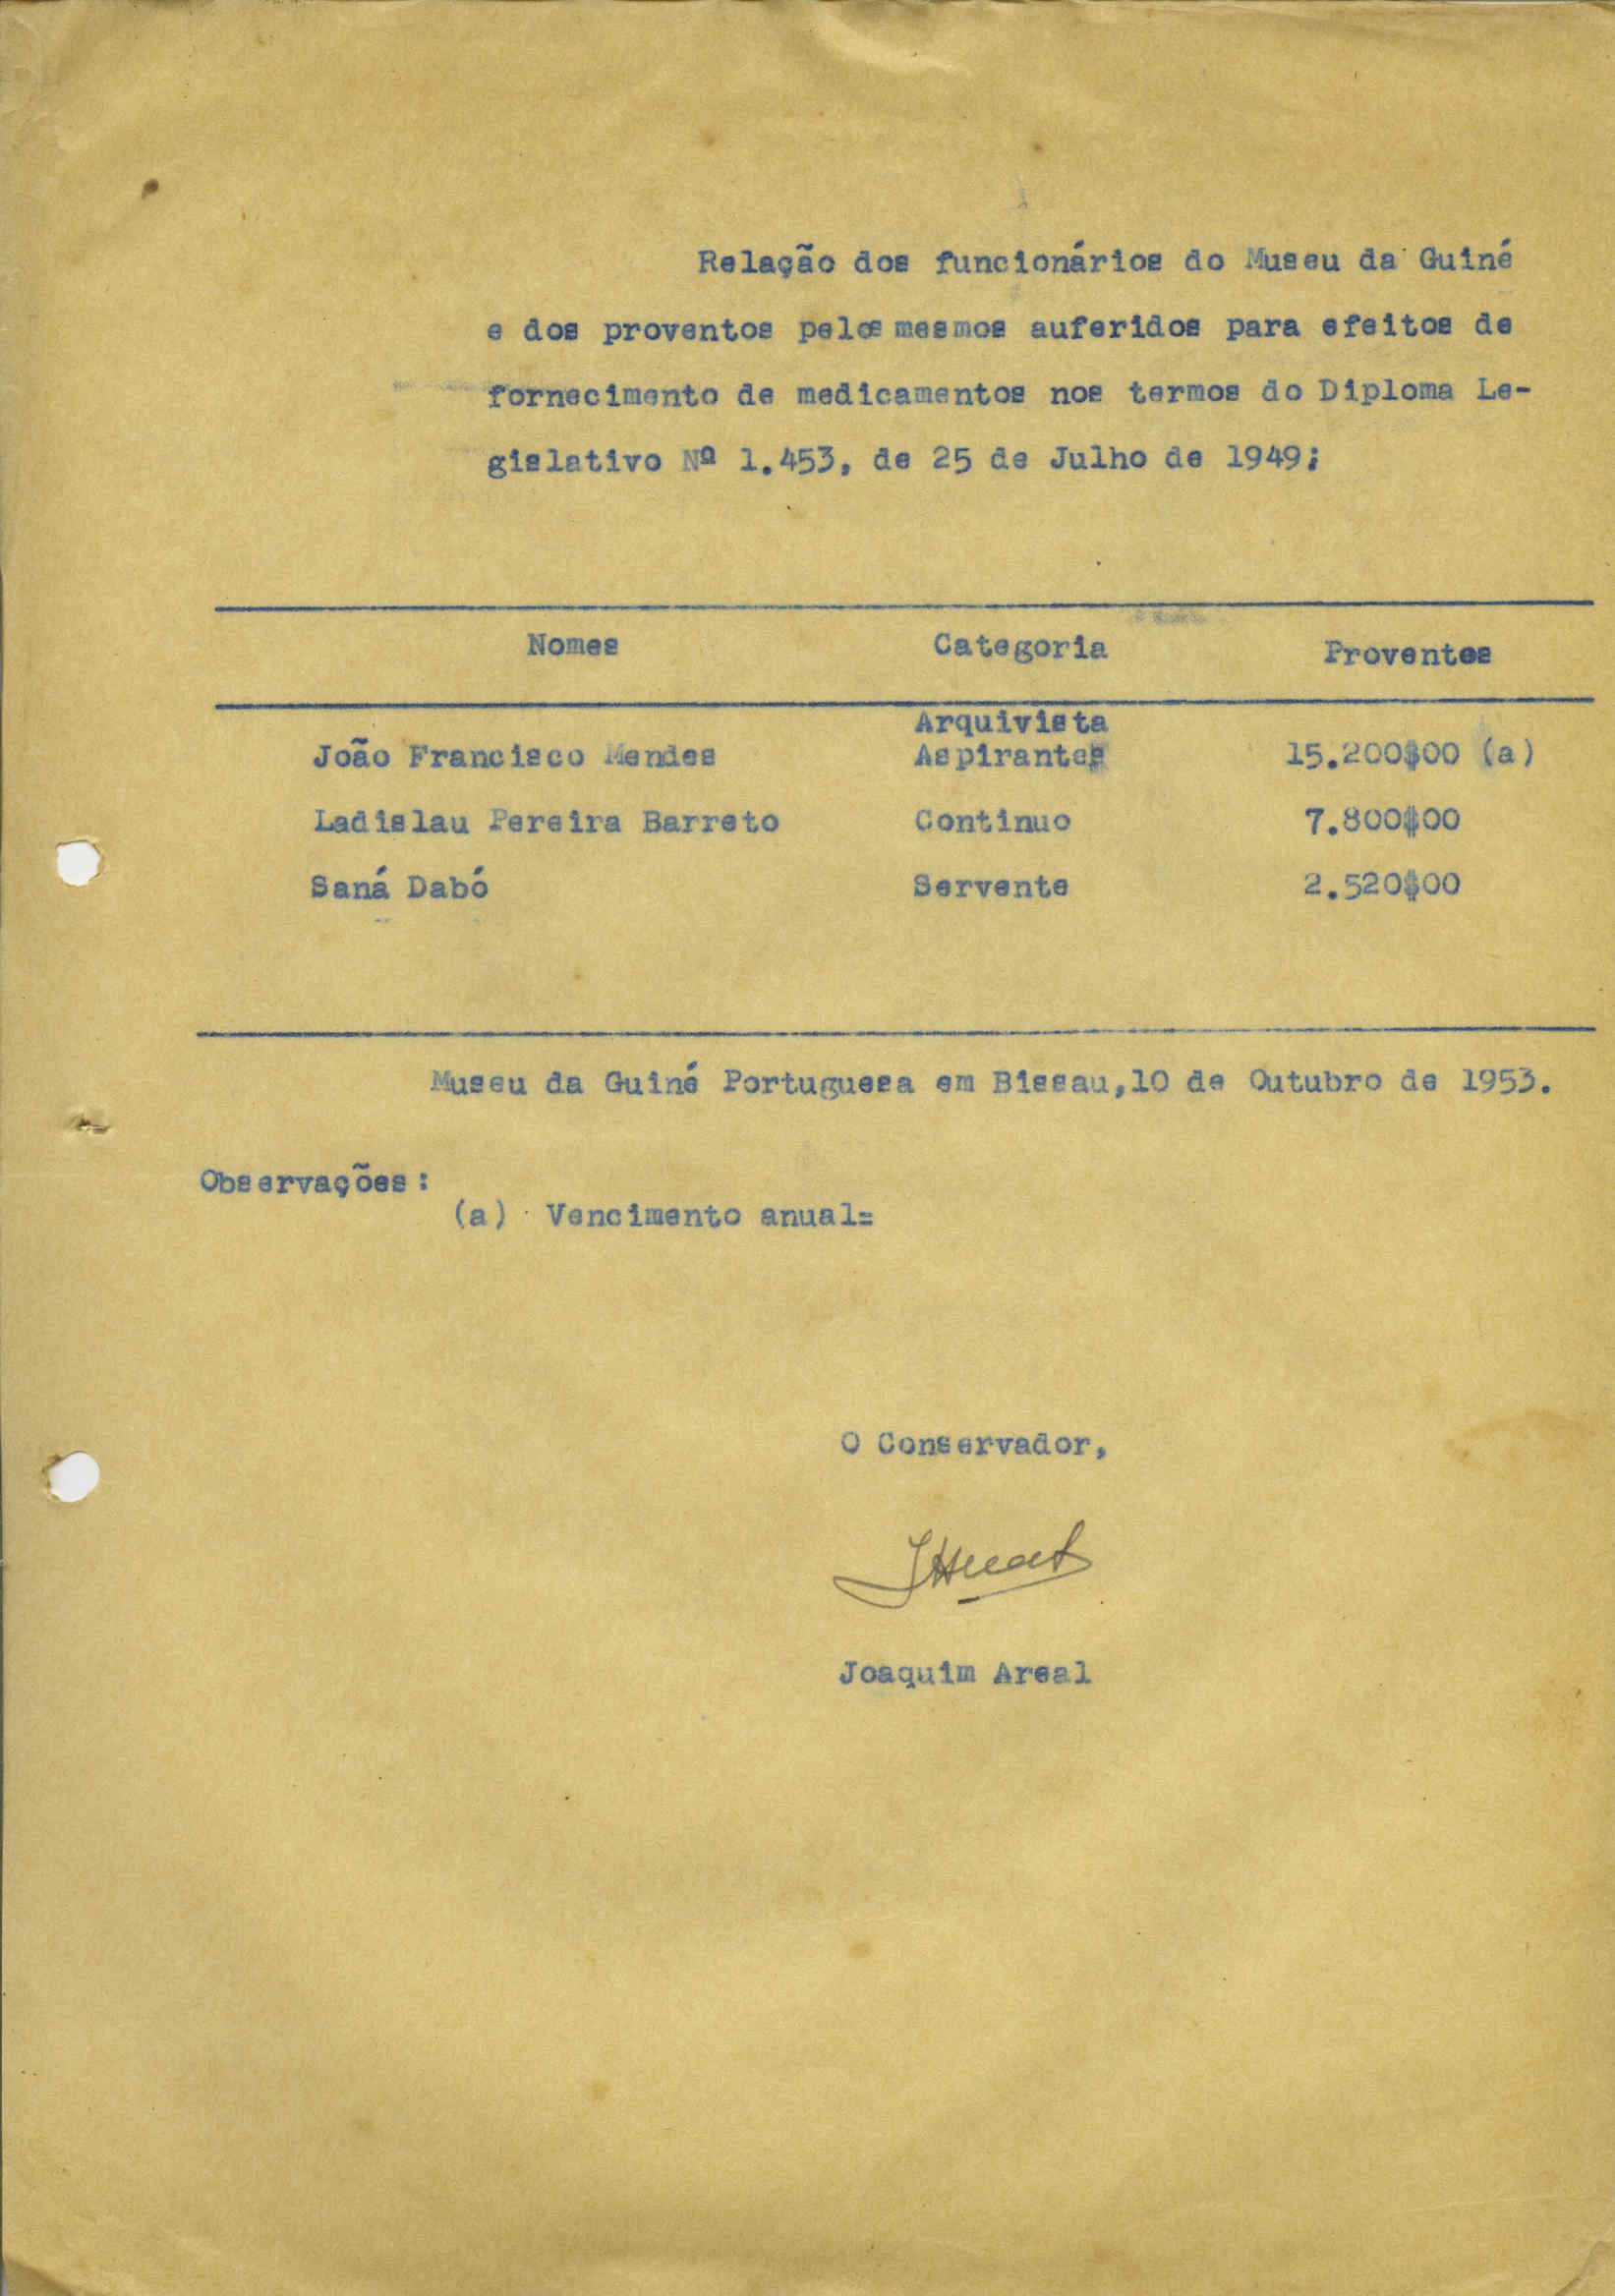 Relação dos funcionários do Museu da Guiné
e dos proventos pelos mesmos auferidos para efeitos de
fornecimento de medicamentos nos termos do Diploma Le-
gislativo Nº 1.453, de 25 de Julho de 1949;
Nomes Categoria Proventos
Arquivista
João Francisco Mendes Aspirante 15.200$00 (a)
Ladislau Pereira Barreto Continuo 7.800$00
Saná Dabó Servente 2.520$00
Museu da Guiné Portuguesa em Bissau,10 de Outubro de 1953.
Observações:
(a) Vencimento anual=
O Conservador,
Joaquim Areal